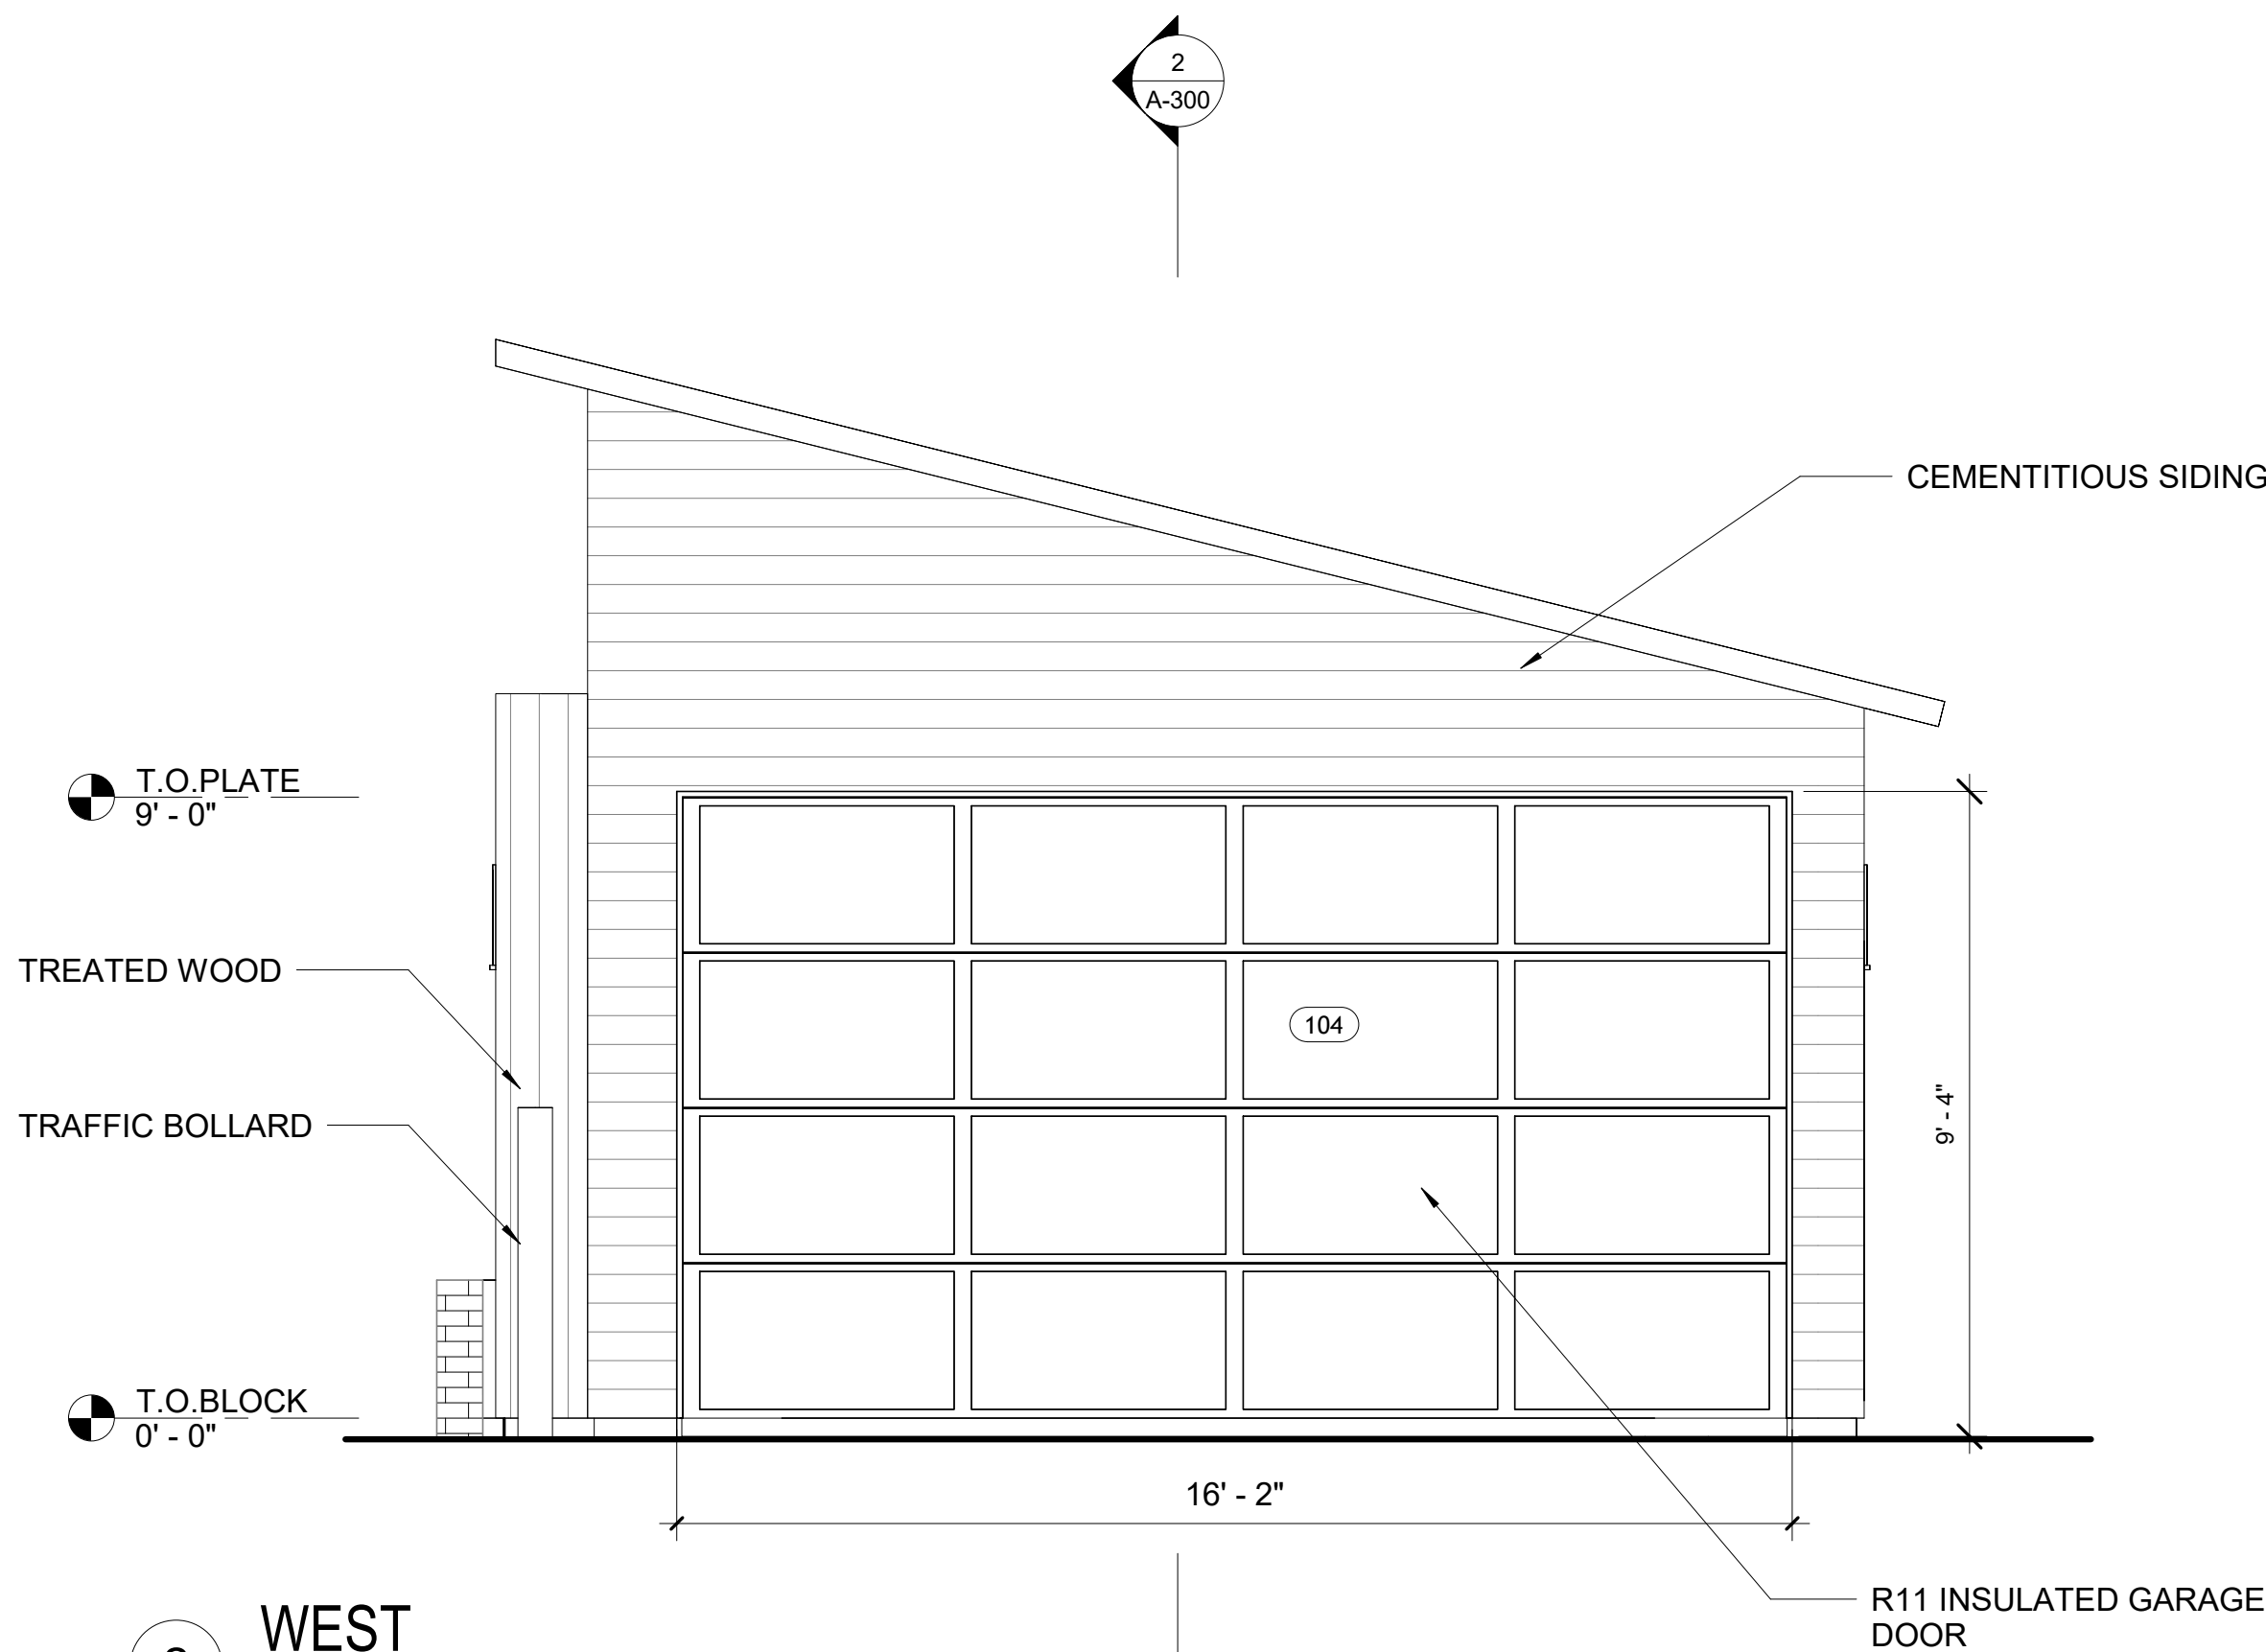 2
A-300
CEMENTITIOUS SIDING
T.O.PLATE
9' - 0"
TREATED WOOD
104
TRAFFIC BOLLARD
9' - 4"
T.O.BLOCK
0' - 0"
16' - 2"
R11 INSULATED GARAGE
DOOR
WEST